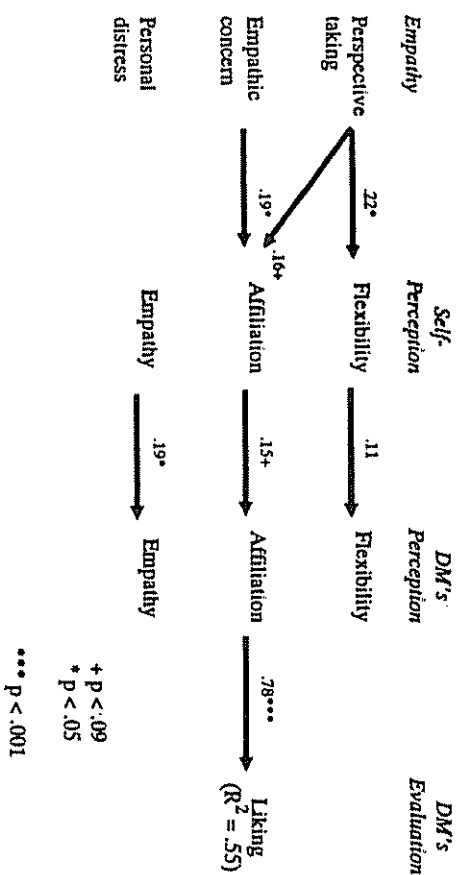 Empathy
Self-
Perception
DM's
Perception
DM's
Evaluation
Perspective
taking
.22*
Flexibility
.11
Flexibility
.16+
Empathic
concern
.19*
Affiliation
.15+
Affiliation
.78***
Liking
(R² = .55)
Personal
distress
Empathy
.19*
Empathy
+ p < .09
* p < .05
*** p < .001